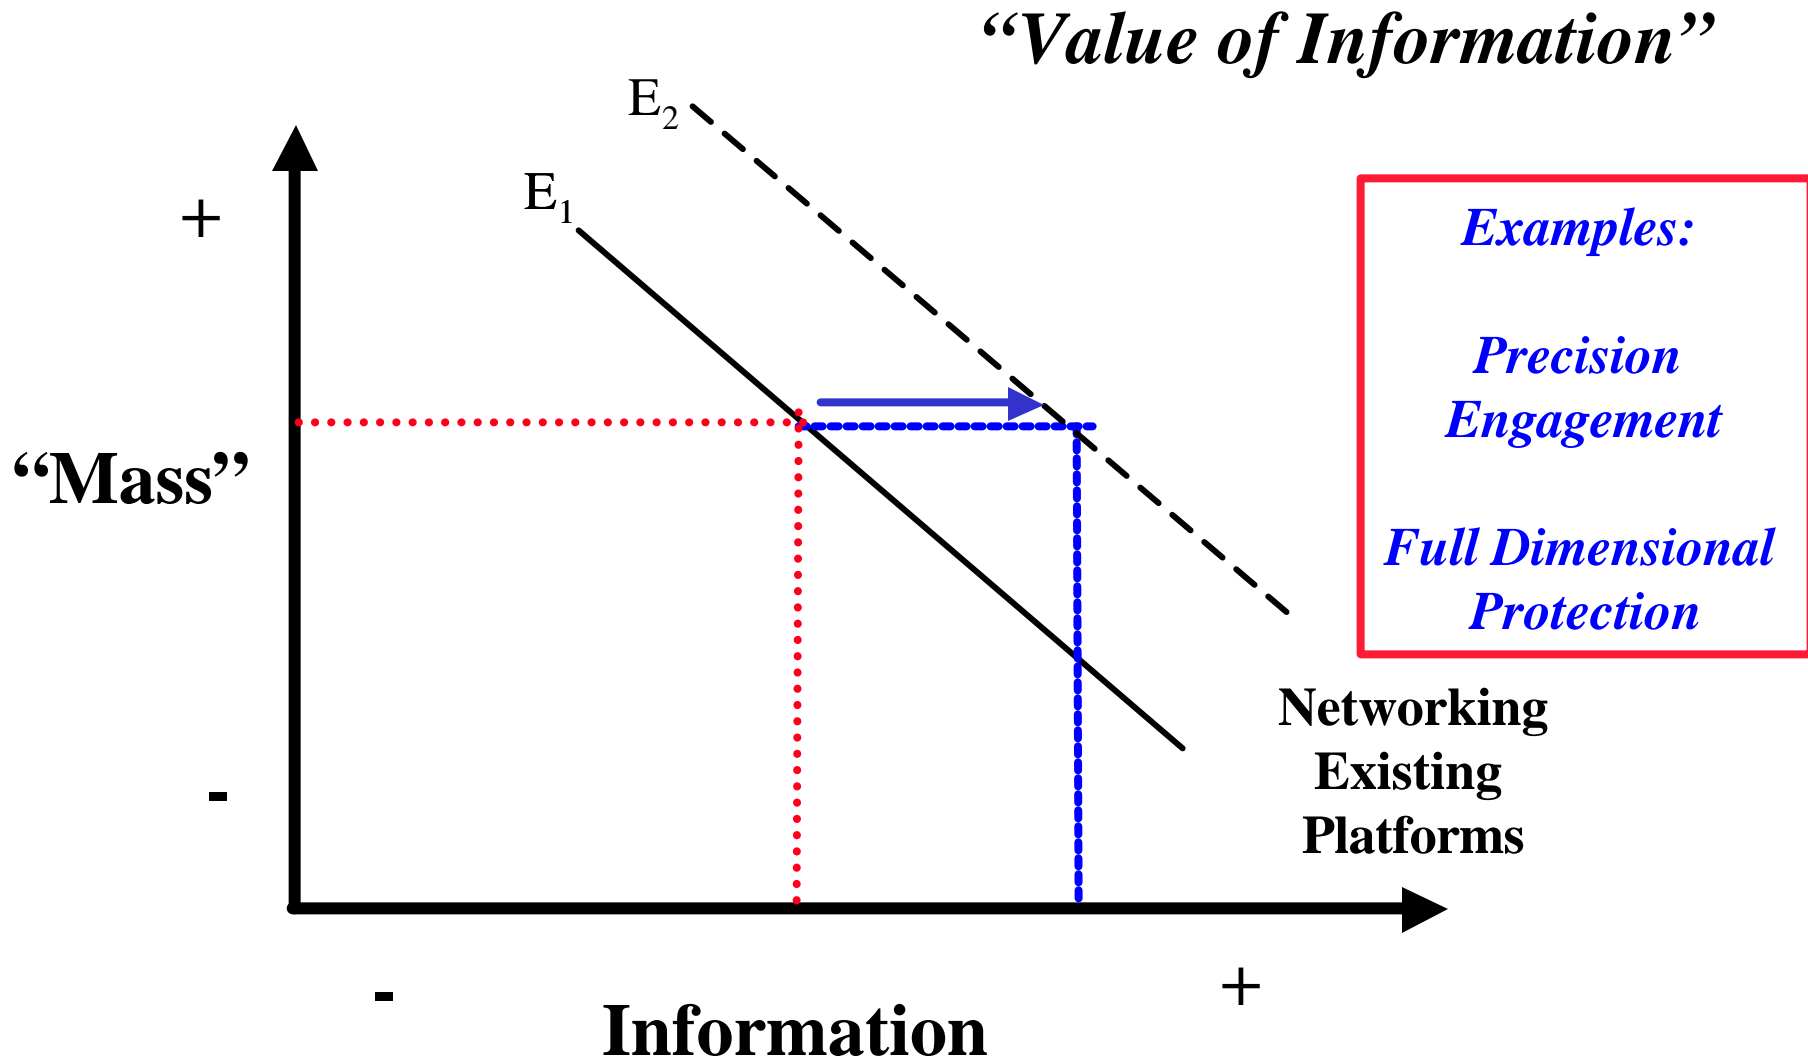 “Value of Information”
E₂
E₁
+
“Mass”
-
Examples:
Precision
Engagement
Full Dimensional
Protection
Networking
Existing
Platforms
-
+
Information